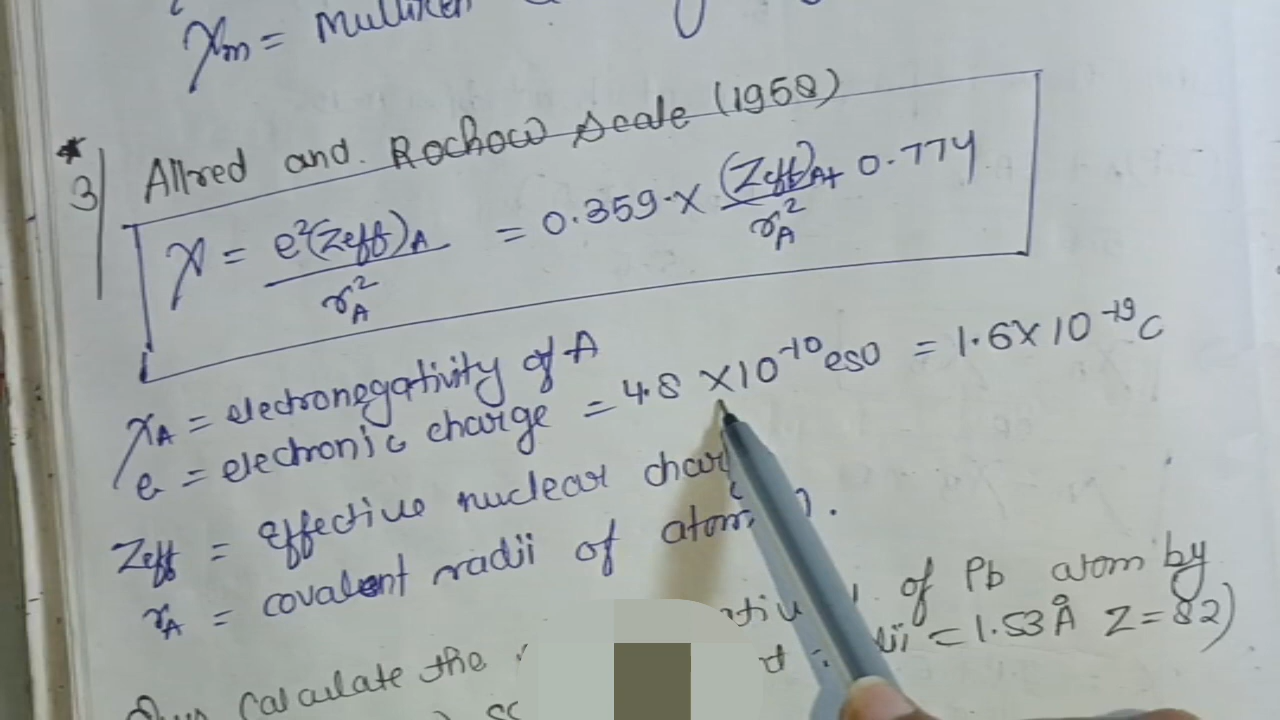 χm = Mulliken
* 3) Allred and. Rochow Scale (1958)
χ = e²(Zeff)A / rA² = 0.359 × (Zeff)A / rA² + 0.774
χA = electronegativity of A
e = electronic charge = 4.8 × 10⁻¹⁰ esu = 1.6 × 10⁻¹⁹ C
Zeff = Effective nuclear char
rA = covalent radii of atom
Calculate the of Pb atom by
= 1.53 Å Z = 82)